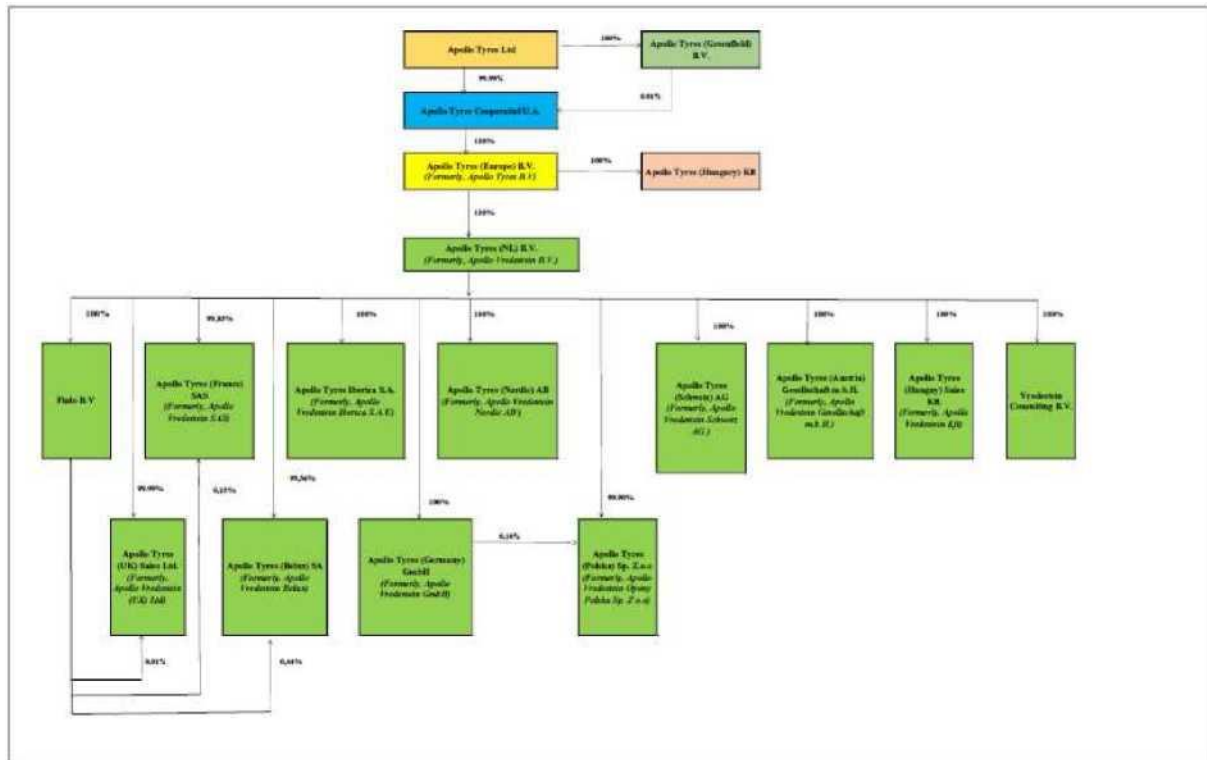 Apollo Tyres Ltd
100%
Apollo Tyres (Greenfield)
B.V.
99.99%
0.01%
Apollo Tyres Cooperatief U.A.
100%
Apollo Tyres (Europe) B.V.
(Formerly, Apollo Tyres B.V)
100%
Apollo Tyres (Hungary) Kft
100%
Apollo Tyres (NL) B.V.
(Formerly, Apollo Vredestein B.V.)
100%
99,85%
100%
100%
100%
100%
100%
100%
Finlo B.V
Apollo Tyres (France)
SAS
(Formerly, Apollo
Vredestein SAS)
Apollo Tyres Iberica S.A.
(Formerly, Apollo
Vredestein Iberica S.A.U)
Apollo Tyres (Nordic) AB
(Formerly, Apollo Vredestein
Nordic AB)
Apollo Tyres
(Schweiz) AG
(Formerly, Apollo
Vredestein Schweiz
AG.)
Apollo Tyres (Austria)
Gesellschaft m.b.H.
(Formerly, Apollo
Vredestein Gesellschaft
m.b.H.)
Apollo Tyres
(Hungary) Sales
Kft
(Formerly, Apollo
Vredestein Kft)
Vredestein
Consulting B.V.
99.99%
0,15%
99,56%
100%
99.90%
Apollo Tyres
(UK) Sales Ltd.
(Formerly,
Apollo Vredestein
(UK) Ltd)
Apollo Tyres (Belux) SA
(Formerly, Apollo
Vredestein Belux)
Apollo Tyres (Germany)
GmbH
(Formerly, Apollo
Vredestein GmbH)
0,10%
Apollo Tyres
(Polska) Sp. Z.o.o
(Formerly, Apollo
Vredestein Opony
Polska Sp. Z o.o)
0,01%
0,44%